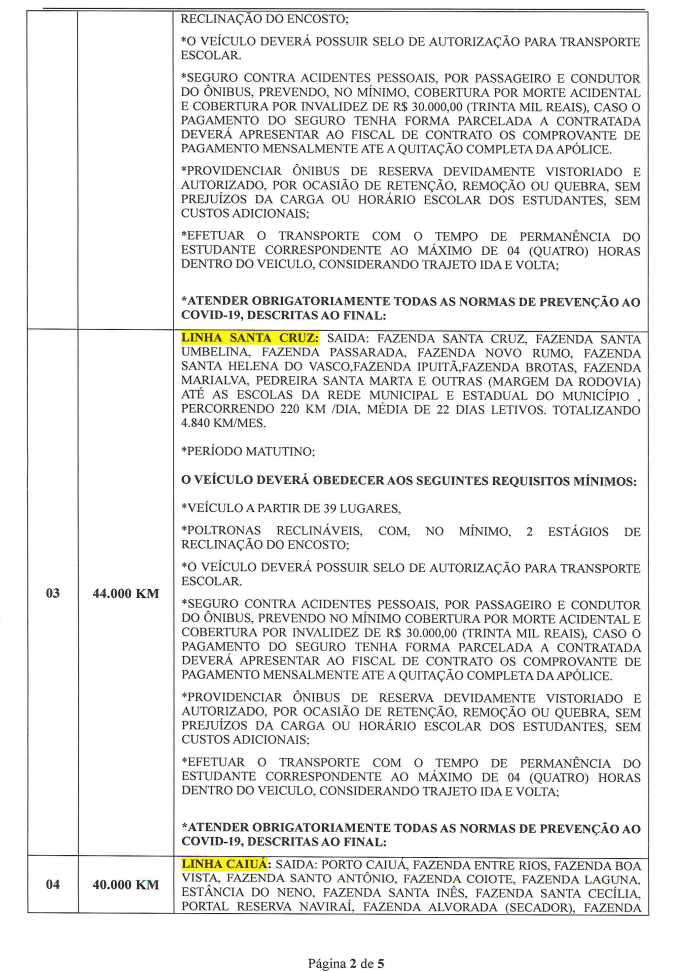 RECLINAÇÃO DO ENCOSTO;
*O VEÍCULO DEVERÁ POSSUIR SELO DE AUTORIZAÇÃO PARA TRANSPORTE
ESCOLAR.
*SEGURO CONTRA ACIDENTES PESSOAIS, POR PASSAGEIRO E CONDUTOR
DO ÔNIBUS, PREVENDO, NO MÍNIMO, COBERTURA POR MORTE ACIDENTAL
E COBERTURA POR INVALIDEZ DE R$ 30.000,00 (TRINTA MIL REAIS), CASO O
PAGAMENTO DO SEGURO TENHA FORMA PARCELADA A CONTRATADA
DEVERÁ APRESENTAR AO FISCAL DE CONTRATO OS COMPROVANTE DE
PAGAMENTO MENSALMENTE ATE A QUITAÇÃO COMPLETA DA APÓLICE.
*PROVIDENCIAR ÔNIBUS DE RESERVA DEVIDAMENTE VISTORIADO E
AUTORIZADO, POR OCASIÃO DE RETENÇÃO, REMOÇÃO OU QUEBRA, SEM
PREJUÍZOS DA CARGA OU HORÁRIO ESCOLAR DOS ESTUDANTES, SEM
CUSTOS ADICIONAIS;
*EFETUAR O TRANSPORTE COM O TEMPO DE PERMANÊNCIA DO
ESTUDANTE CORRESPONDENTE AO MÁXIMO DE 04 (QUATRO) HORAS
DENTRO DO VEICULO, CONSIDERANDO TRAJETO IDA E VOLTA;
*ATENDER OBRIGATORIAMENTE TODAS AS NORMAS DE PREVENÇÃO AO
COVID-19, DESCRITAS AO FINAL:
03
44.000 KM
LINHA SANTA CRUZ: SAIDA: FAZENDA SANTA CRUZ, FAZENDA SANTA
UMBELINA, FAZENDA PASSARADA, FAZENDA NOVO RUMO, FAZENDA
SANTA HELENA DO VASCO,FAZENDA IPUITÃ,FAZENDA BROTAS, FAZENDA
MARIALVA, PEDREIRA SANTA MARTA E OUTRAS (MARGEM DA RODOVIA)
ATÉ AS ESCOLAS DA REDE MUNICIPAL E ESTADUAL DO MUNICÍPIO ,
PERCORRENDO 220 KM /DIA, MÉDIA DE 22 DIAS LETIVOS. TOTALIZANDO
4.840 KM/MES.
*PERÍODO MATUTINO;
O VEÍCULO DEVERÁ OBEDECER AOS SEGUINTES REQUISITOS MÍNIMOS:
*VEÍCULO A PARTIR DE 39 LUGARES,
*POLTRONAS RECLINÁVEIS, COM, NO MÍNIMO, 2 ESTÁGIOS DE
RECLINAÇÃO DO ENCOSTO;
*O VEÍCULO DEVERÁ POSSUIR SELO DE AUTORIZAÇÃO PARA TRANSPORTE
ESCOLAR.
*SEGURO CONTRA ACIDENTES PESSOAIS, POR PASSAGEIRO E CONDUTOR
DO ÔNIBUS, PREVENDO NO MÍNIMO COBERTURA POR MORTE ACIDENTAL E
COBERTURA POR INVALIDEZ DE R$ 30.000,00 (TRINTA MIL REAIS), CASO O
PAGAMENTO DO SEGURO TENHA FORMA PARCELADA A CONTRATADA
DEVERÁ APRESENTAR AO FISCAL DE CONTRATO OS COMPROVANTE DE
PAGAMENTO MENSALMENTE ATE A QUITAÇÃO COMPLETA DA APÓLICE.
*PROVIDENCIAR ÔNIBUS DE RESERVA DEVIDAMENTE VISTORIADO E
AUTORIZADO, POR OCASIÃO DE RETENÇÃO, REMOÇÃO OU QUEBRA, SEM
PREJUÍZOS DA CARGA OU HORÁRIO ESCOLAR DOS ESTUDANTES, SEM
CUSTOS ADICIONAIS;
*EFETUAR O TRANSPORTE COM O TEMPO DE PERMANÊNCIA DO
ESTUDANTE CORRESPONDENTE AO MÁXIMO DE 04 (QUATRO) HORAS
DENTRO DO VEICULO, CONSIDERANDO TRAJETO IDA E VOLTA;
*ATENDER OBRIGATORIAMENTE TODAS AS NORMAS DE PREVENÇÃO AO
COVID-19, DESCRITAS AO FINAL:
04
40.000 KM
LINHA CAIUÁ: SAIDA: PORTO CAIUÁ, FAZENDA ENTRE RIOS, FAZENDA BOA
VISTA, FAZENDA SANTO ANTÔNIO, FAZENDA COIOTE, FAZENDA LAGUNA,
ESTÂNCIA DO NENO, FAZENDA SANTA INÊS, FAZENDA SANTA CECÍLIA,
PORTAL RESERVA NAVIRAÍ, FAZENDA ALVORADA (SECADOR), FAZENDA
Página 2 de 5